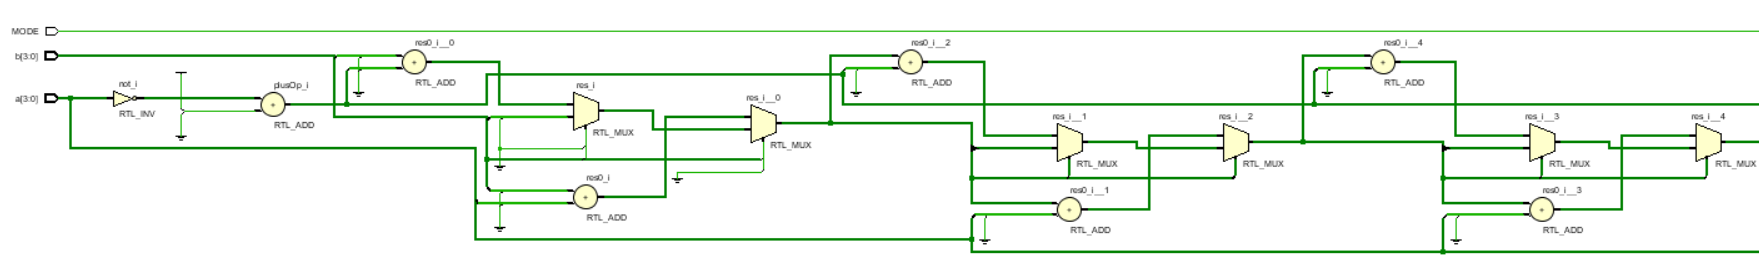 MODE
b[3:0]
a[3:0]
not_i
RTL_INV
plusOp_i
+
RTL_ADD
res0_i__0
+
RTL_ADD
res_i
RTL_MUX
res0_i
+
RTL_ADD
res_i__0
RTL_MUX
res0_i__2
+
RTL_ADD
res_i__1
RTL_MUX
res0_i__1
+
RTL_ADD
res_i__2
RTL_MUX
res0_i__4
+
RTL_ADD
res_i__3
RTL_MUX
res0_i__3
+
RTL_ADD
res_i__4
RTL_MUX